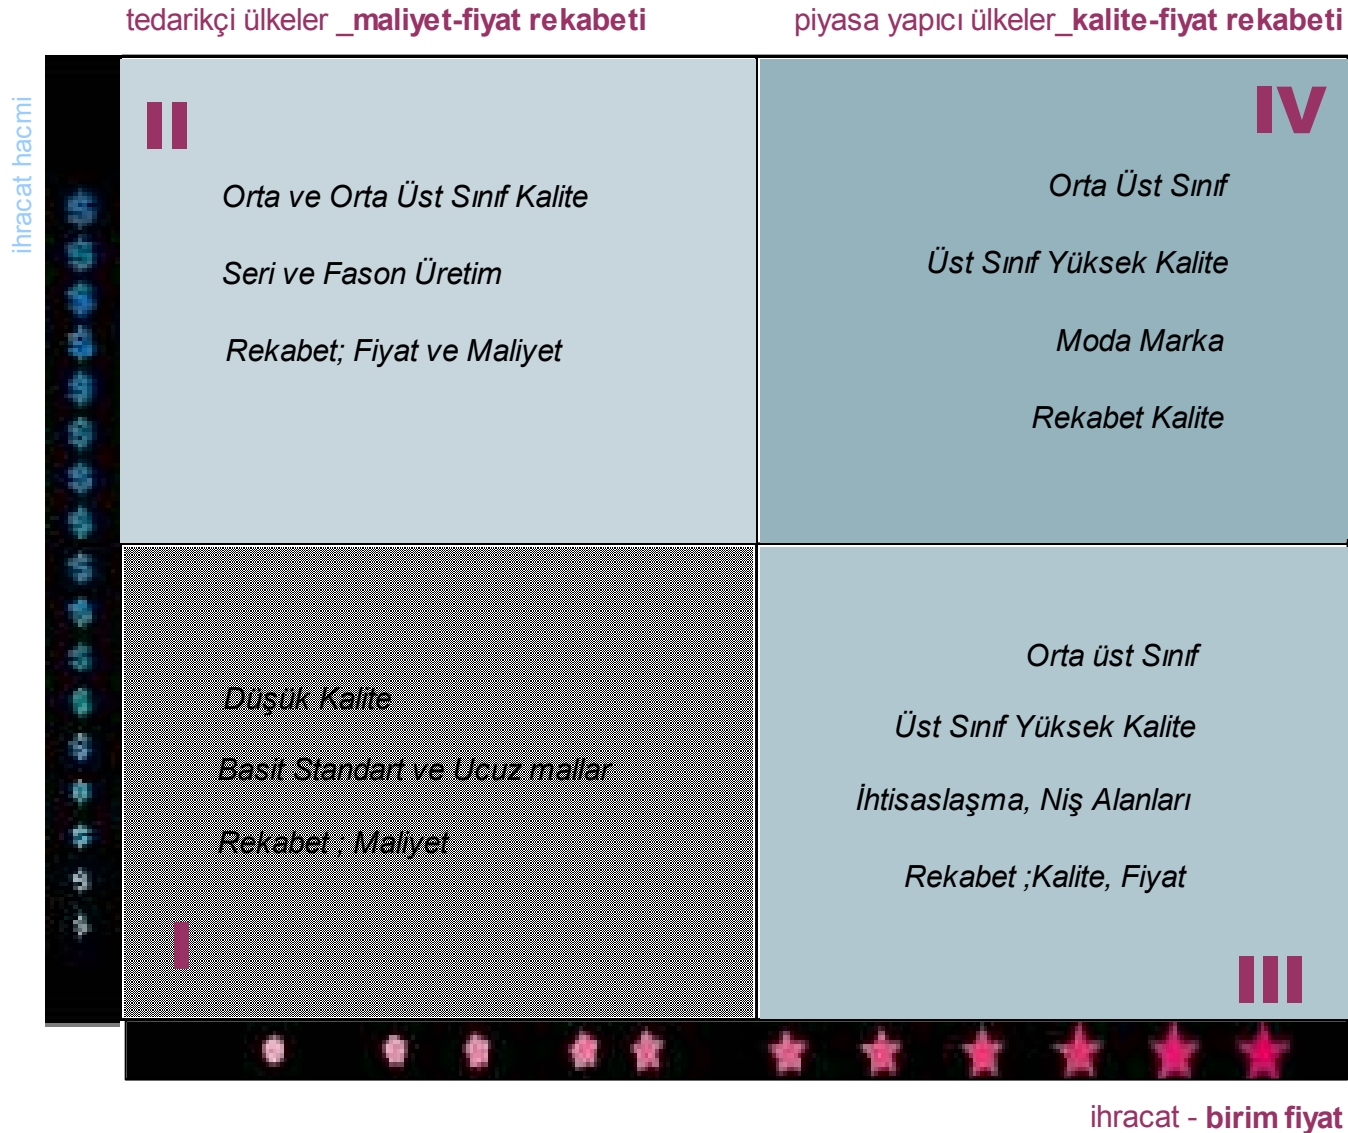 tedarikçi ülkeler _maliyet-fiyat rekabeti
piyasa yapıcı ülkeler_kalite-fiyat rekabeti
ihracat hacmi
II
Orta ve Orta Üst Sınıf Kalite
Seri ve Fason Üretim
Rekabet; Fiyat ve Maliyet
IV
Orta Üst Sınıf
Üst Sınıf Yüksek Kalite
Moda Marka
Rekabet Kalite
Düşük Kalite
Basit Standart ve Ucuz mallar
Rekabet ; Maliyet
I
Orta üst Sınıf
Üst Sınıf Yüksek Kalite
İhtisaslaşma, Niş Alanları
Rekabet ;Kalite, Fiyat
III
ihracat - birim fiyat